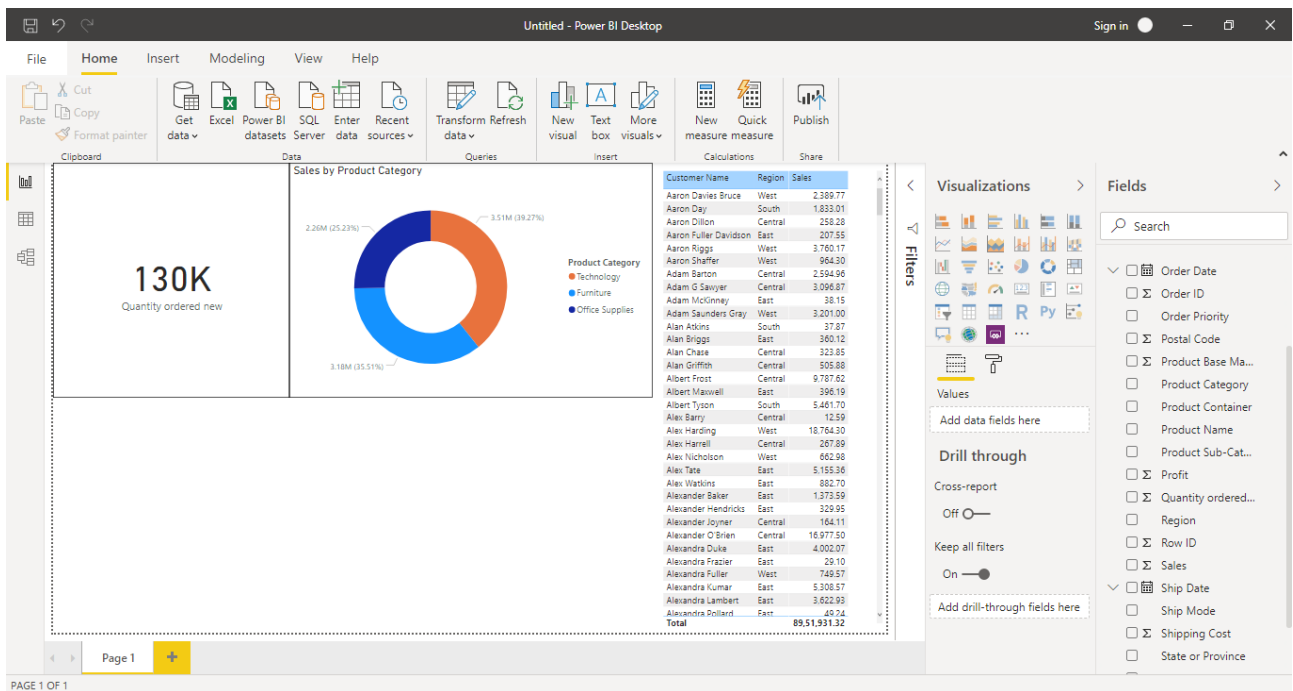 Untitled - Power BI Desktop
Sign in
File Home Insert Modeling View Help
Paste
Cut
Copy
Format painter
Clipboard
Get data
Excel
Power BI datasets
SQL Server
Enter data
Recent sources
Data
Transform data
Refresh
Queries
New visual
Text box
More visuals
Insert
New measure
Quick measure
Calculations
Publish
Share
130K
Quantity ordered new
Sales by Product Category
2.26M (25.23%)
3.51M (39.27%)
3.18M (35.51%)
Product Category
Technology
Furniture
Office Supplies
Customer Name Region Sales
Aaron Davies Bruce West 2,389.77
Aaron Day South 1,833.01
Aaron Dillon Central 258.28
Aaron Fuller Davidson East 207.55
Aaron Riggs West 3,760.17
Aaron Shaffer West 964.30
Adam Barton Central 2,594.96
Adam G Sawyer Central 3,096.87
Adam McKinney East 38.15
Adam Saunders Gray West 3,201.00
Alan Atkins South 37.87
Alan Briggs East 360.12
Alan Chase Central 323.85
Alan Griffith Central 505.88
Albert Frost Central 9,787.62
Albert Maxwell East 396.19
Albert Tyson South 5,461.70
Alex Barry Central 12.59
Alex Harding West 18,764.30
Alex Harrell Central 267.89
Alex Nicholson West 662.98
Alex Tate East 5,155.36
Alex Watkins East 882.70
Alexander Baker East 1,373.59
Alexander Hendricks East 329.95
Alexander Joyner Central 164.11
Alexander O'Brien Central 16,977.50
Alexandra Duke East 4,002.07
Alexandra Frazier East 29.10
Alexandra Fuller West 749.57
Alexandra Kumar East 5,308.57
Alexandra Lambert East 3,622.93
Alexandra Pollard East 49.24
Total 89,51,931.32
Filters
Visualizations
R Py
Values
Add data fields here
Drill through
Cross-report
Off
Keep all filters
On
Add drill-through fields here
Fields
Search
Order Date
Σ Order ID
Order Priority
Σ Postal Code
Σ Product Base Ma...
Product Category
Product Container
Product Name
Product Sub-Cat...
Σ Profit
Σ Quantity ordered...
Region
Σ Row ID
Σ Sales
Ship Date
Ship Mode
Σ Shipping Cost
State or Province
Page 1
PAGE 1 OF 1